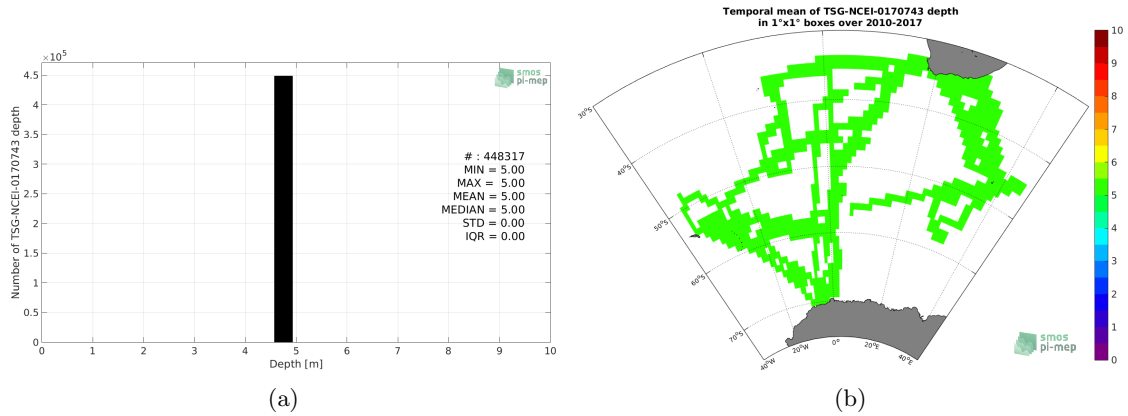 ×10⁵
4.5
4
3.5
3
2.5
2
1.5
1
0.5
0
0 1 2 3 4 5 6 7 8 9 10
Number of TSG-NCEI-0170743 depth
Depth [m]
smos
pi-mep
# : 448317
MIN = 5.00
MAX = 5.00
MEAN = 5.00
MEDIAN = 5.00
STD = 0.00
IQR = 0.00
(a)
Temporal mean of TSG-NCEI-0170743 depth
in 1°x1° boxes over 2010-2017
30°S
40°S
50°S
60°S
70°S
40°W
20°W
0°
20°E
40°E
smos
pi-mep
10
9
8
7
6
5
4
3
2
1
0
(b)